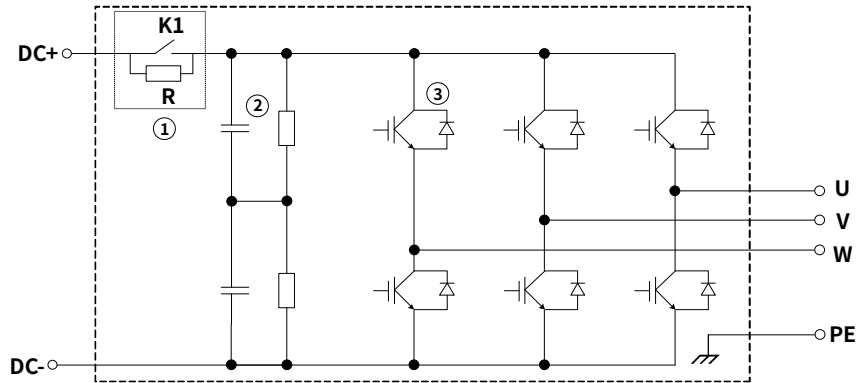 K1
DC+
R
①
②
③
U
V
W
PE
DC-